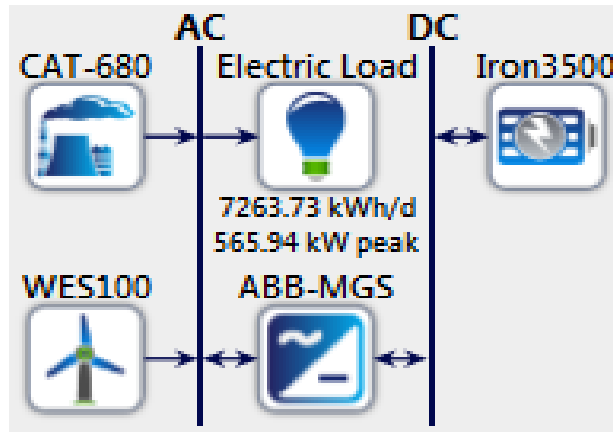 AC DC
CAT-680 Electric Load Iron3500
7263.73 kWh/d
565.94 kW peak
WES100 ABB-MGS